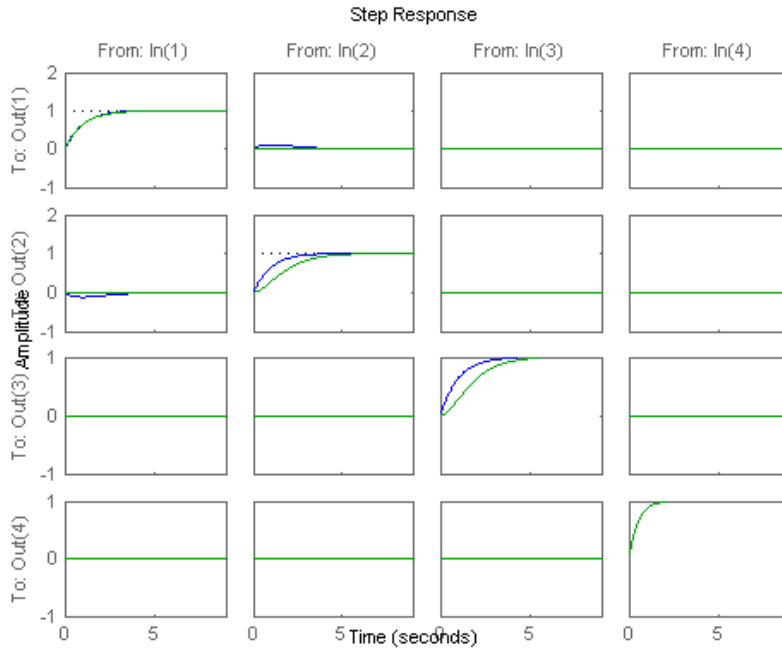 Step Response
From: In(1)
From: In(2)
From: In(3)
From: In(4)
To: Out(1)
2
1
0
-1
To: Out(2)
2
1
0
-1
Amplitude
To: Out(3)
1
0
-1
To: Out(4)
1
0
-1
0
5
0
5
0
5
0
5
Time (seconds)